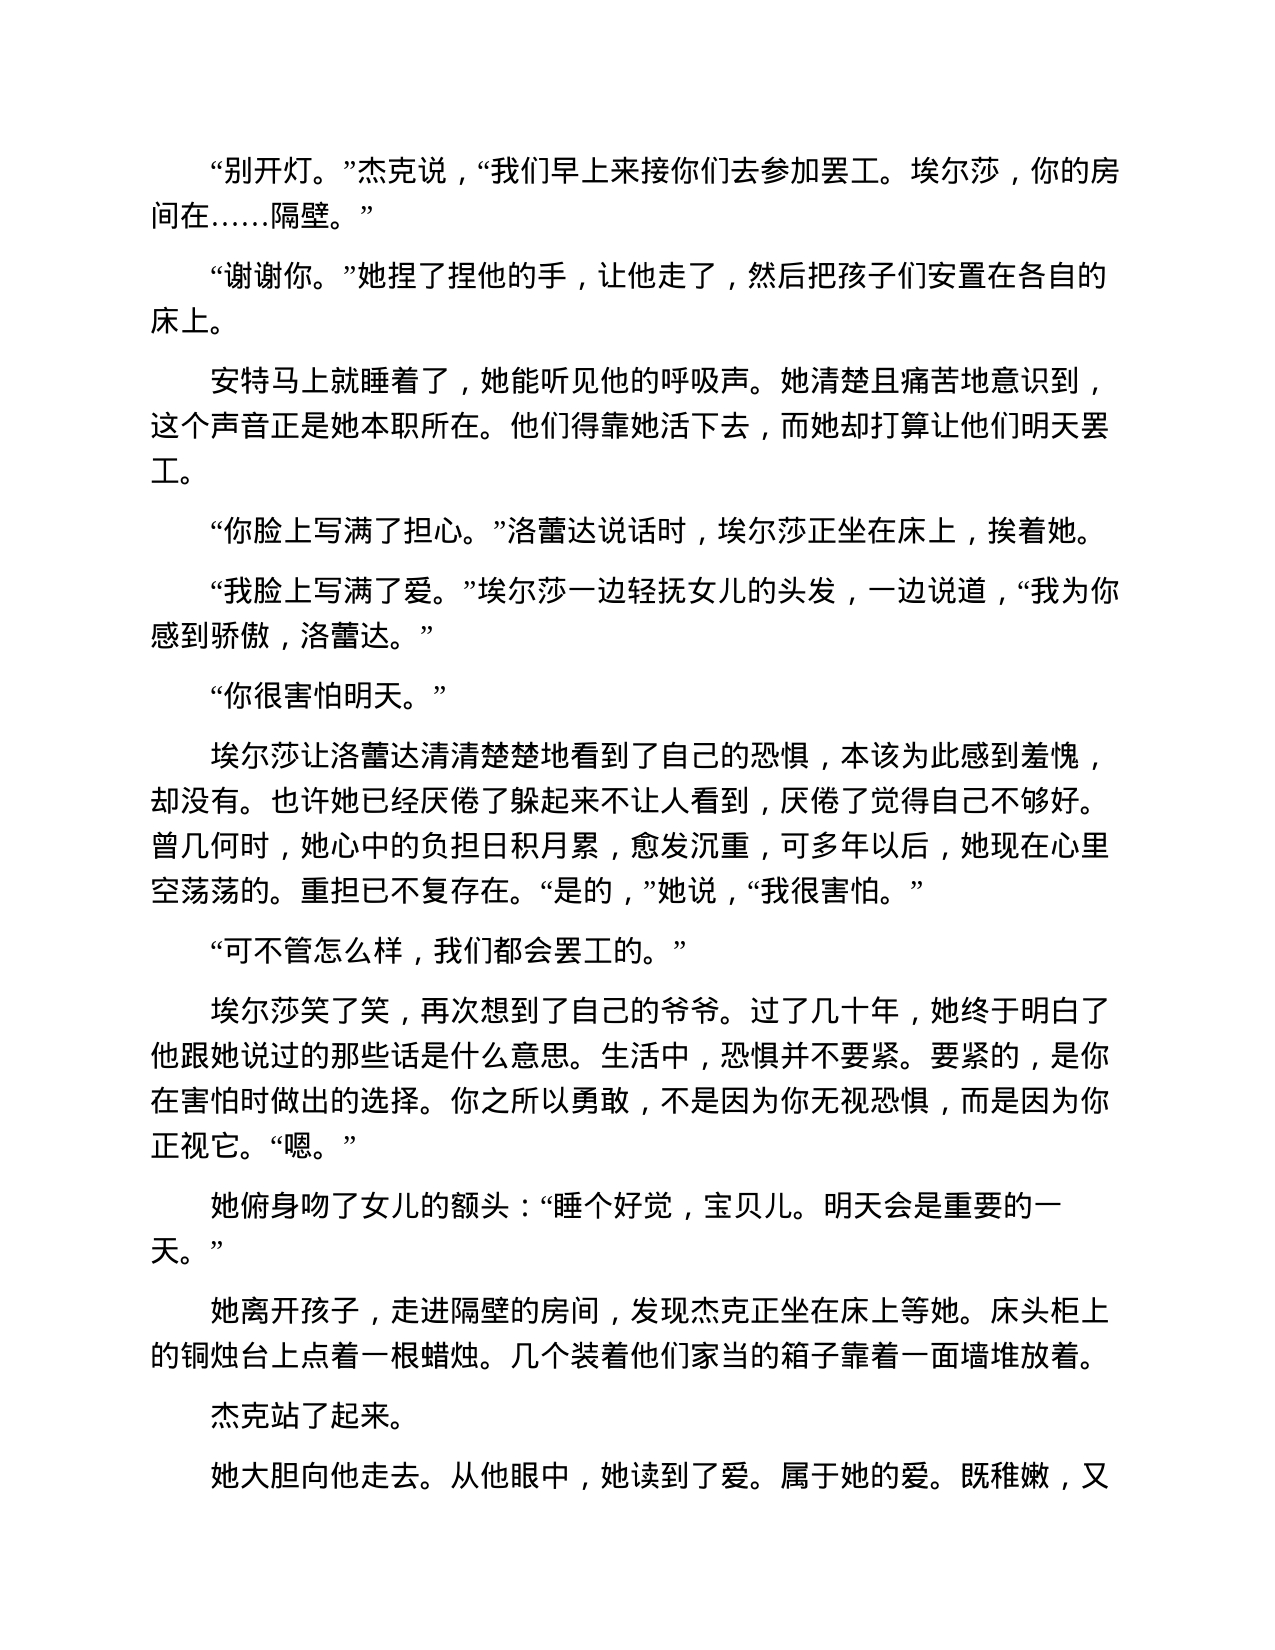 “别开灯。”杰克说，“我们早上来接你们去参加罢工。埃尔莎，你的房
间在……隔壁。”
“谢谢你。”她捏了捏他的手，让他走了，然后把孩子们安置在各自的
床上。
安特马上就睡着了，她能听见他的呼吸声。她清楚且痛苦地意识到，
这个声音正是她本职所在。他们得靠她活下去，而她却打算让他们明天罢
工。
“你脸上写满了担心。”洛蕾达说话时，埃尔莎正坐在床上，挨着她。
“我脸上写满了爱。”埃尔莎一边轻抚女儿的头发，一边说道，“我为你
感到骄傲，洛蕾达。”
“你很害怕明天。”
埃尔莎让洛蕾达清清楚楚地看到了自己的恐惧，本该为此感到羞愧，
却没有。也许她已经厌倦了躲起来不让人看到，厌倦了觉得自己不够好。
曾几何时，她心中的负担日积月累，愈发沉重，可多年以后，她现在心里
空荡荡的。重担已不复存在。“是的，”她说，“我很害怕。”
“可不管怎么样，我们都会罢工的。”
埃尔莎笑了笑，再次想到了自己的爷爷。过了几十年，她终于明白了
他跟她说过的那些话是什么意思。生活中，恐惧并不要紧。要紧的，是你
在害怕时做出的选择。你之所以勇敢，不是因为你无视恐惧，而是因为你
正视它。“嗯。”
她俯身吻了女儿的额头：“睡个好觉，宝贝儿。明天会是重要的一
天。”
她离开孩子，走进隔壁的房间，发现杰克正坐在床上等她。床头柜上
的铜烛台上点着一根蜡烛。几个装着他们家当的箱子靠着一面墙堆放着。
杰克站了起来。
她大胆向他走去。从他眼中，她读到了爱。属于她的爱。既稚嫩，又